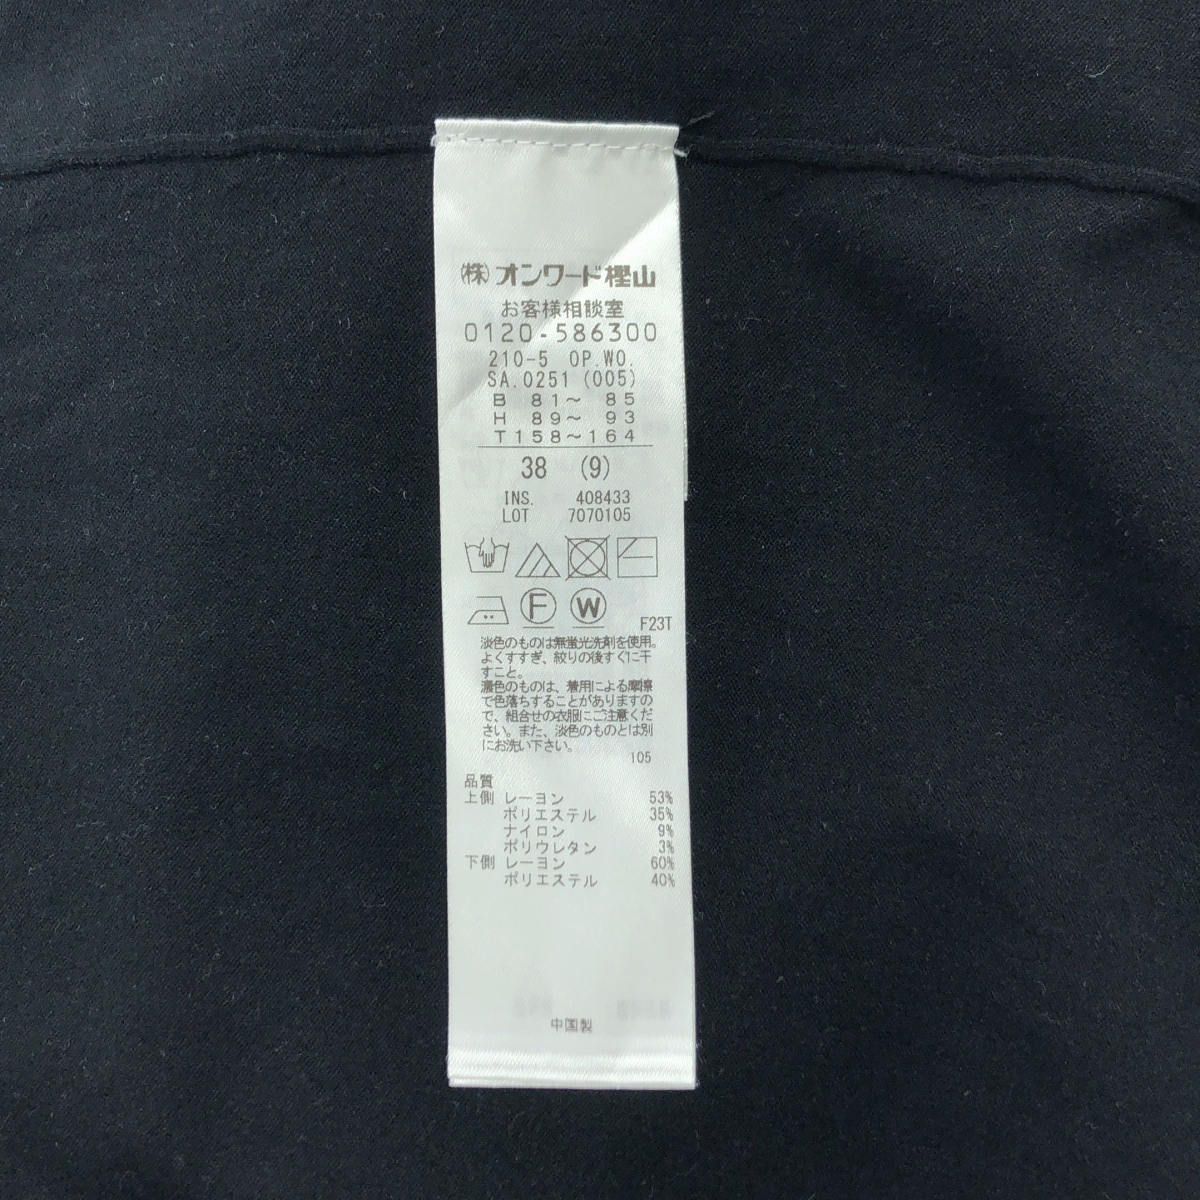 (株)オンワード樫山
お客様相談室
0120-586300
210-5 OP.WO.
SA.0251 (005)
B 81～ 85
H 89～ 93
T158～164
38 (9)
INS. 408433
LOT 7070105
F W
F23T
淡色のものは無蛍光洗剤を使用。
よくすすぎ、絞りの後すぐに干
すこと。
濃色のものは、着用による摩擦
で色落ちすることがありますの
で、組合せの衣服にご注意くだ
さい。また、淡色のものとは別
にお洗い下さい。
105
品質
上側 レーヨン 53%
ポリエステル 35%
ナイロン 9%
ポリウレタン 3%
下側 レーヨン 60%
ポリエステル 40%
中国製